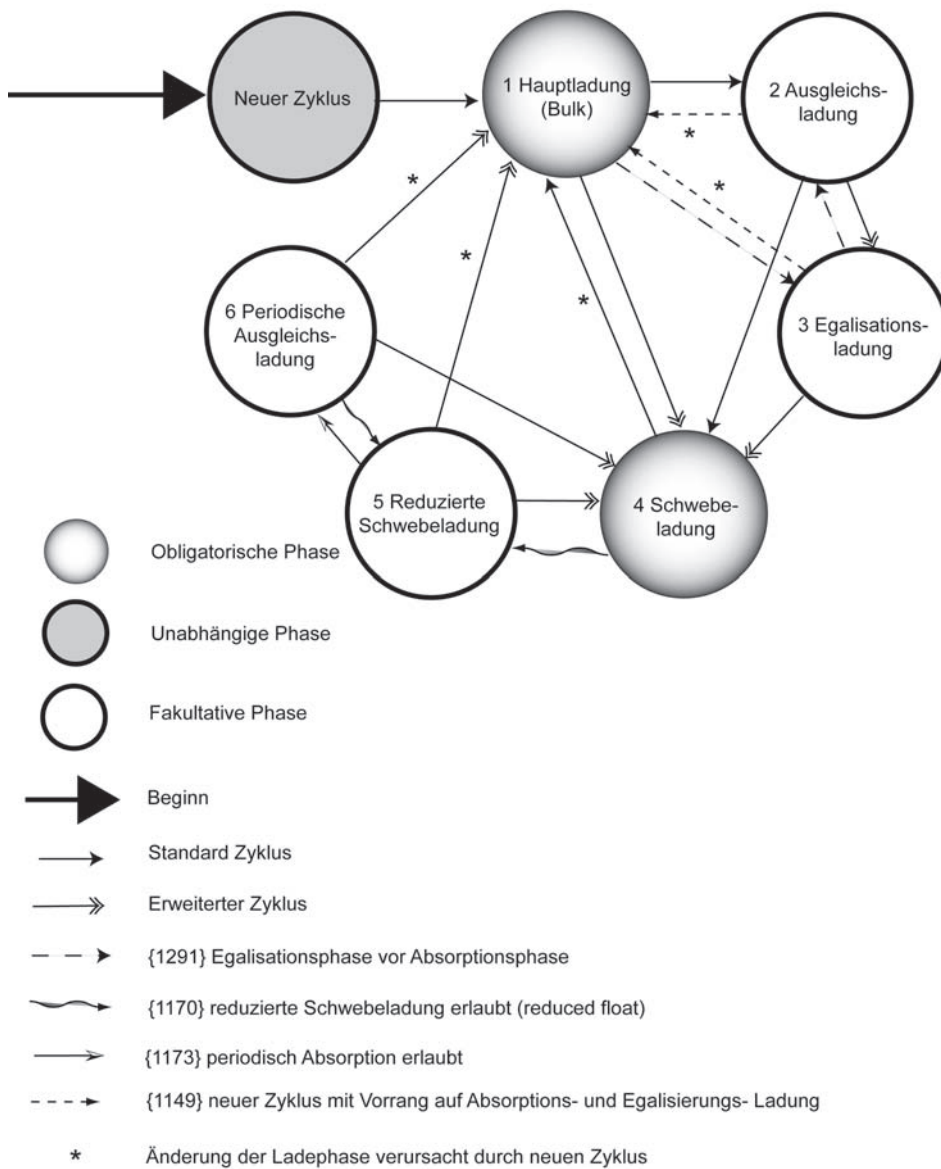 Neuer Zyklus
1 Hauptladung
(Bulk)
2 Ausgleichs-
ladung
*
*
*
*
*
6 Periodische
Ausgleichs-
ladung
3 Egalisations-
ladung
5 Reduzierte
Schwebeladung
4 Schwebe-
ladung
Obligatorische Phase
Unabhängige Phase
Fakultative Phase
Beginn
Standard Zyklus
Erweiterter Zyklus
{1291} Egalisationsphase vor Absorptionsphase
{1170} reduzierte Schwebeladung erlaubt (reduced float)
{1173} periodisch Absorption erlaubt
{1149} neuer Zyklus mit Vorrang auf Absorptions- und Egalisierungs- Ladung
* Änderung der Ladephase verursacht durch neuen Zyklus